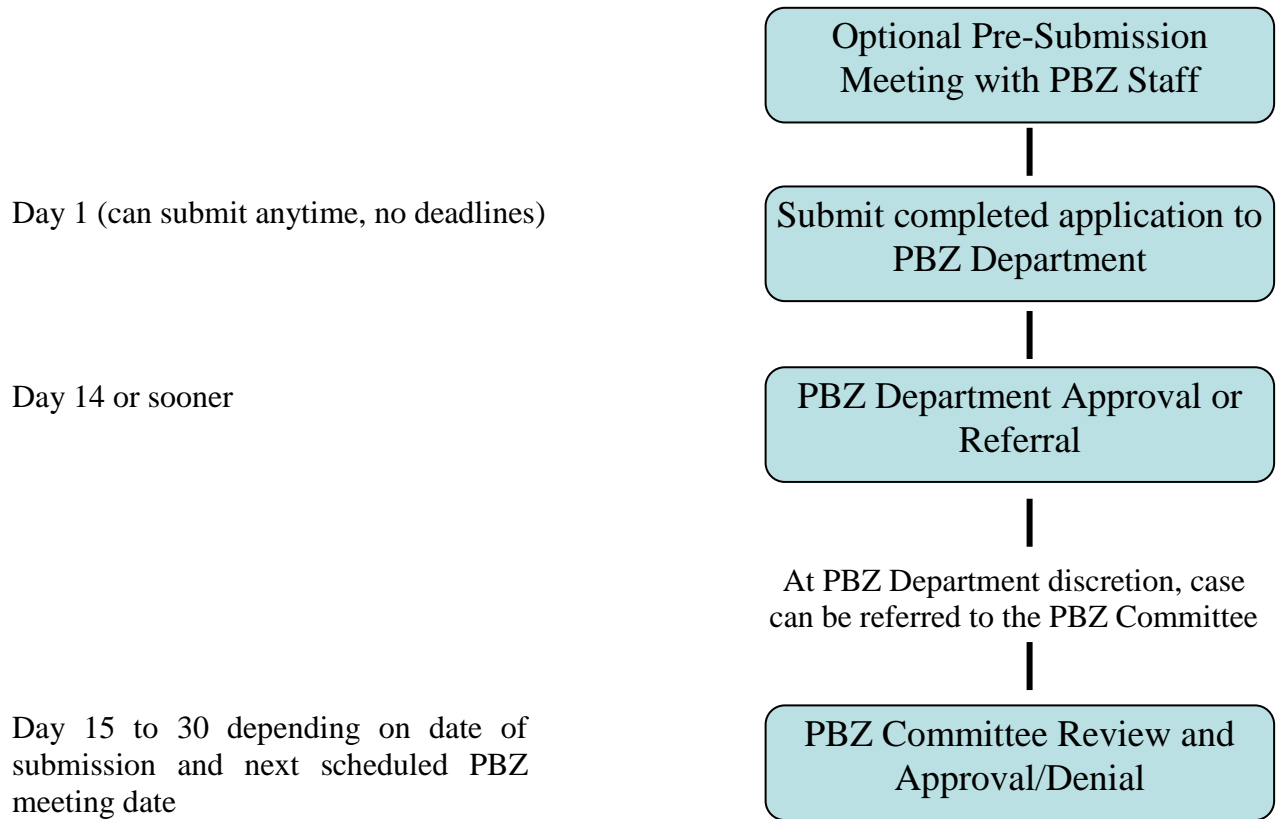 Optional Pre-Submission
Meeting with PBZ Staff
Day 1 (can submit anytime, no deadlines)
Submit completed application to
PBZ Department
Day 14 or sooner
PBZ Department Approval or
Referral
At PBZ Department discretion, case
can be referred to the PBZ Committee
Day 15 to 30 depending on date of
submission and next scheduled PBZ
meeting date
PBZ Committee Review and
Approval/Denial